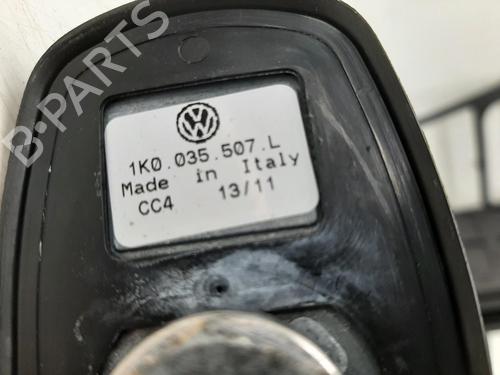 B-PARTS
1K0.035.507.L
Made in Italy
CC4 13/11